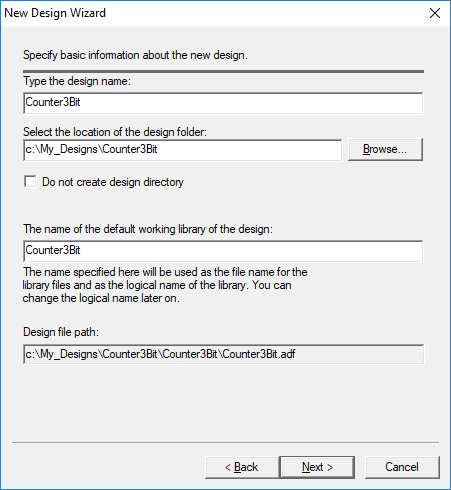 New Design Wizard
Specify basic information about the new design.
Type the design name:
Counter3Bit
Select the location of the design folder:
c:\My_Designs\Counter3Bit
Browse...
Do not create design directory
The name of the default working library of the design:
Counter3Bit
The name specified here will be used as the file name for the
library files and as the logical name of the library. You can
change the logical name later on.
Design file path:
c:\My_Designs\Counter3Bit\Counter3Bit\Counter3Bit.adf
< Back
Next >
Cancel